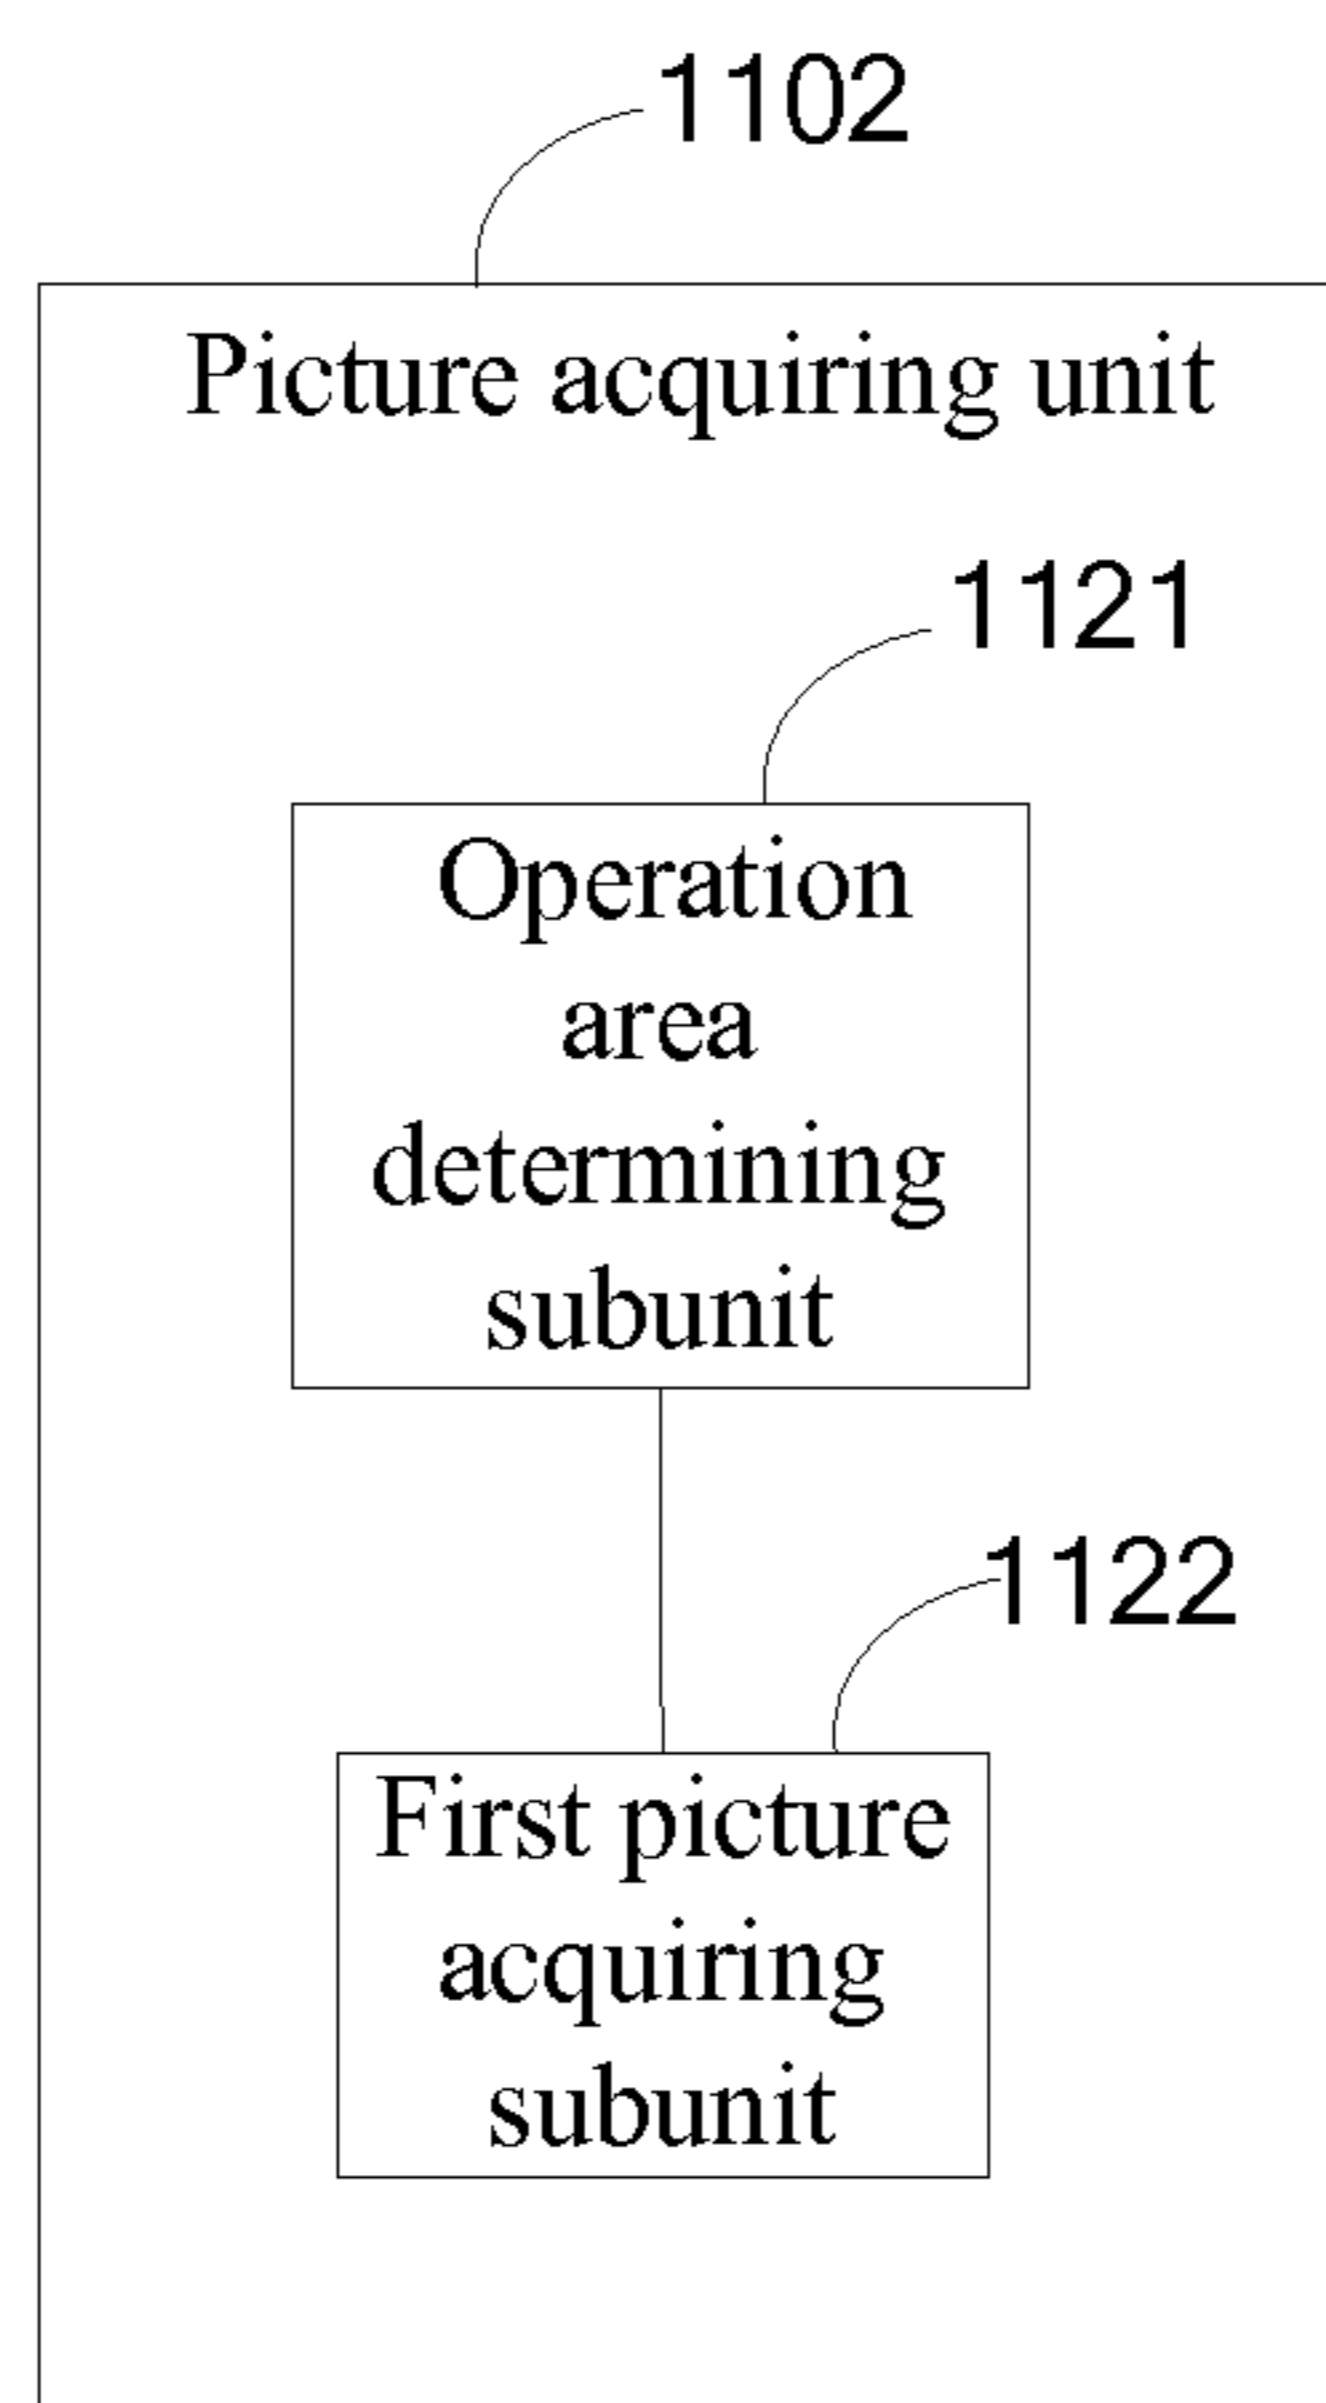 1102
Picture acquiring unit
1121
Operation
area
determining
subunit
1122
First picture
acquiring
subunit